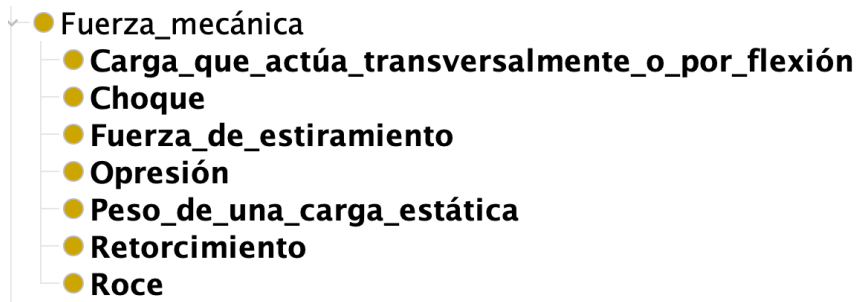 Fuerza_mecánica
Carga_que_actúa_transversalmente_o_por_flexión
Choque
Fuerza_de_estiramiento
Opresión
Peso_de_una_carga_estática
Retorcimiento
Roce